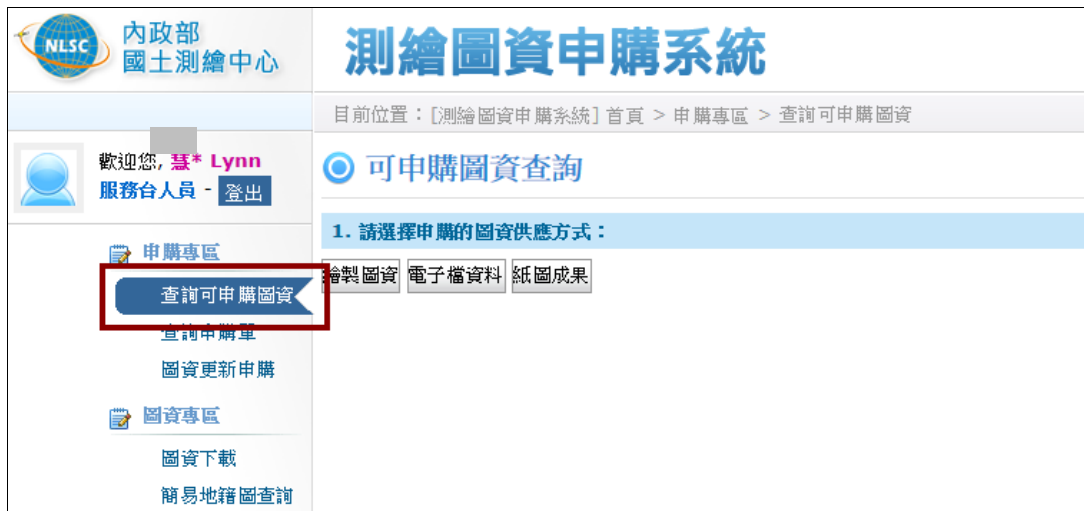 NLSC
內政部
國土測繪中心
測繪圖資申購系統
目前位置：[測繪圖資申購系統] 首頁 > 申購專區 > 查詢可申購圖資
歡迎您, 慧* Lynn
服務台人員 - 登出
可申購圖資查詢
1. 請選擇申購的圖資供應方式：
繪製圖資 電子檔資料 紙圖成果
申購專區
查詢可申購圖資
查詢申購單
圖資更新申購
圖資專區
圖資下載
簡易地籍圖查詢